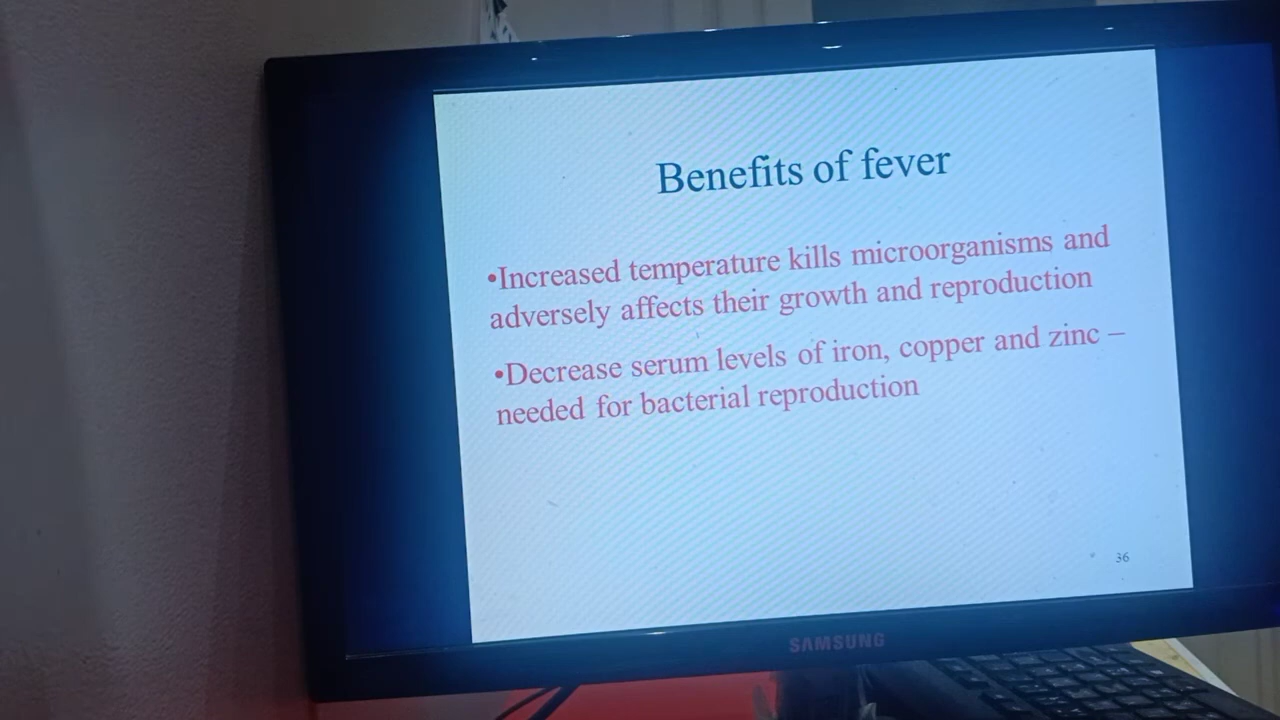 Benefits of fever
•Increased temperature kills microorganisms and
adversely affects their growth and reproduction
•Decrease serum levels of iron, copper and zinc –
needed for bacterial reproduction
36
SAMSUNG